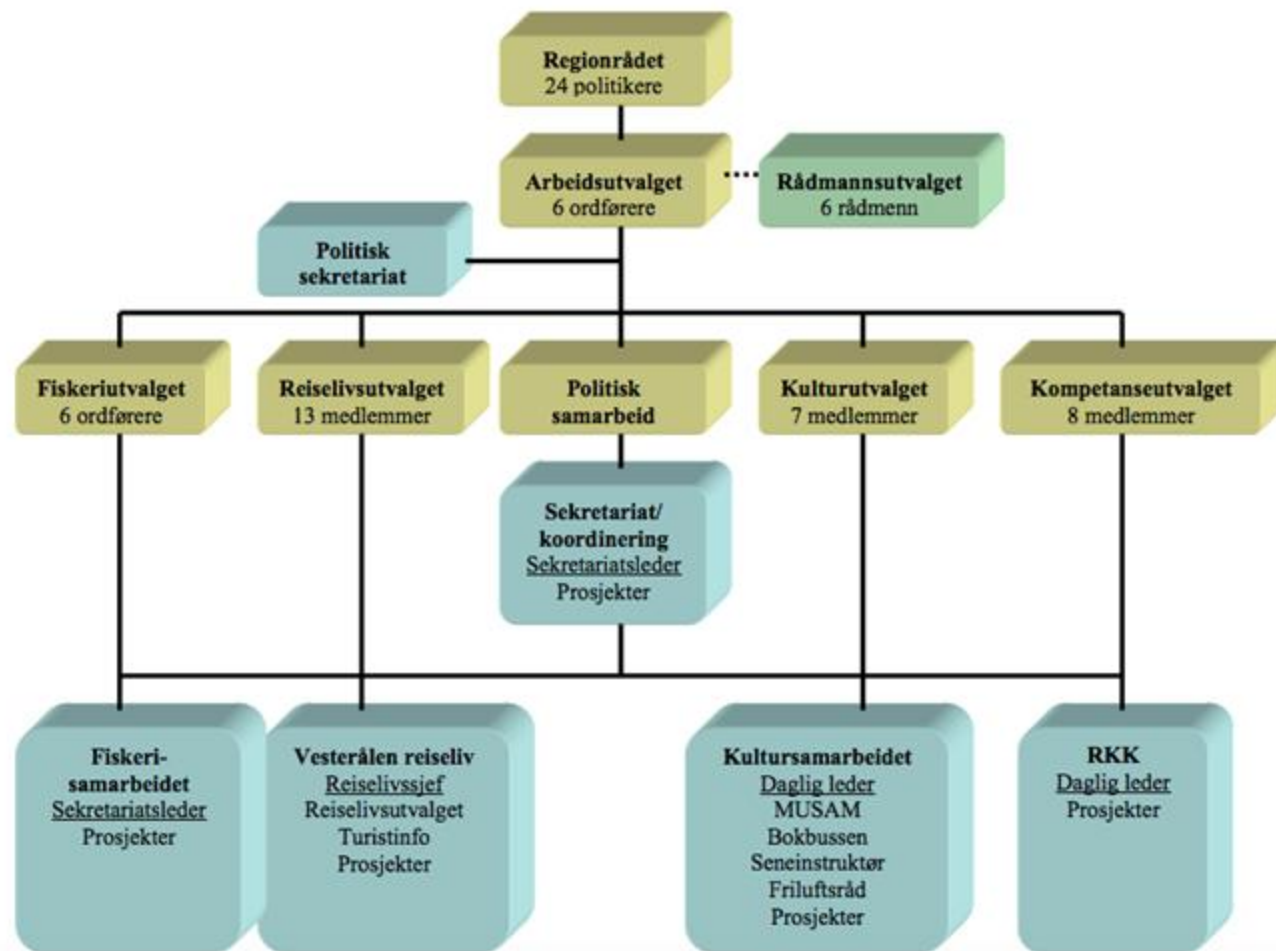 Regionrådet
24 politikere
Arbeidsutvalget
6 ordførere
Rådmannsutvalget
6 rådmenn
Politisk
sekretariat
Fiskeriutvalget
6 ordførere
Reiselivsutvalget
13 medlemmer
Politisk
samarbeid
Kulturutvalget
7 medlemmer
Kompetanseutvalget
8 medlemmer
Sekretariat/
koordinering
Sekretariatsleder
Prosjekter
Fiskeri-
samarbeidet
Sekretariatsleder
Prosjekter
Vesterålen reiseliv
Reiselivssjef
Reiselivsutvalget
Turistinfo
Prosjekter
Kultursamarbeidet
Daglig leder
MUSAM
Bokbussen
Seneinstruktør
Friluftsråd
Prosjekter
RKK
Daglig leder
Prosjekter